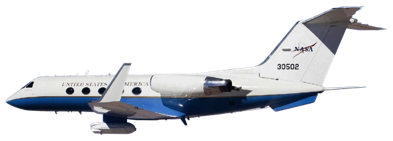 NASA
30502
UNITED STATES OF AMERICA